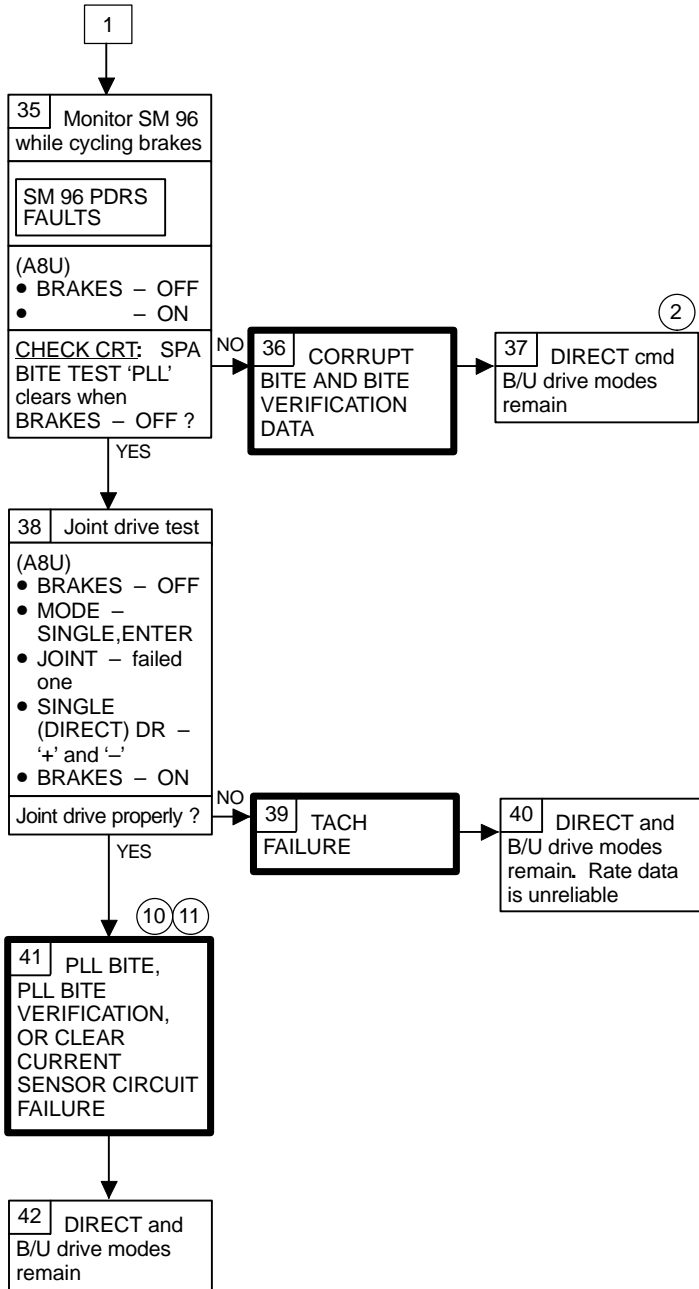 1
35 Monitor SM 96
while cycling brakes
SM 96 PDRS
FAULTS
(A8U)
• BRAKES – OFF
• – ON
CHECK CRT: SPA
BITE TEST 'PLL'
clears when
BRAKES – OFF ?
NO
36 CORRUPT
BITE AND BITE
VERIFICATION
DATA
2
37 DIRECT cmd
B/U drive modes
remain
YES
38 Joint drive test
(A8U)
• BRAKES – OFF
• MODE –
SINGLE,ENTER
• JOINT – failed
one
• SINGLE
(DIRECT) DR –
'+' and '–'
• BRAKES – ON
Joint drive properly ?
NO
39 TACH
FAILURE
40 DIRECT and
B/U drive modes
remain. Rate data
is unreliable
YES
10 11
41 PLL BITE,
PLL BITE
VERIFICATION,
OR CLEAR
CURRENT
SENSOR CIRCUIT
FAILURE
42 DIRECT and
B/U drive modes
remain